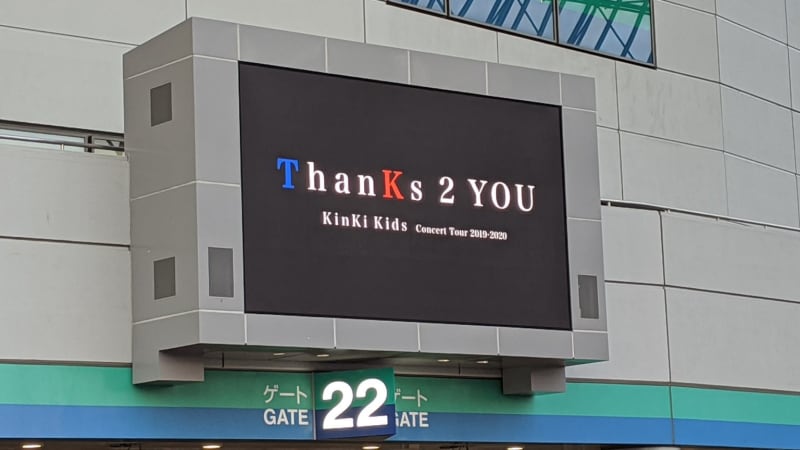 ThanKs 2 YOU
KinKi Kids Concert Tour 2019-2020
ゲート 22 ゲート
GATE GATE